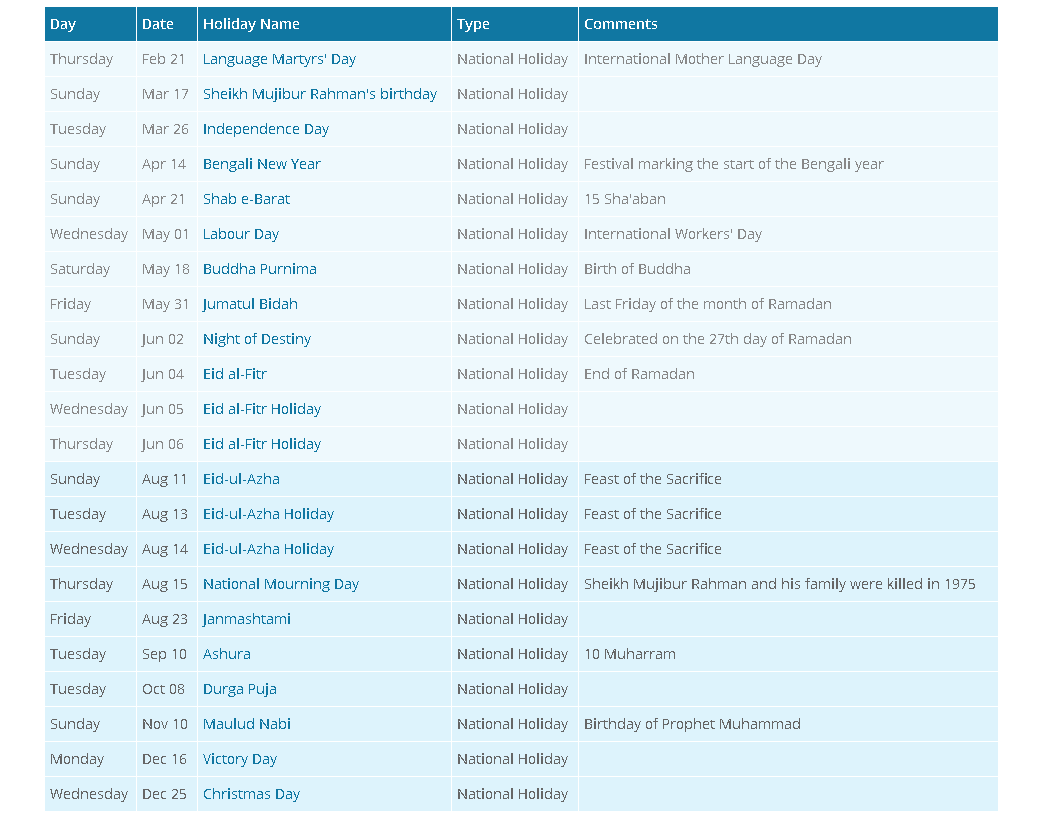 Day Date Holiday Name Type Comments
Thursday Feb 21 Language Martyrs' Day National Holiday International Mother Language Day
Sunday Mar 17 Sheikh Mujibur Rahman's birthday National Holiday
Tuesday Mar 26 Independence Day National Holiday
Sunday Apr 14 Bengali New Year National Holiday Festival marking the start of the Bengali year
Sunday Apr 21 Shab e-Barat National Holiday 15 Sha'aban
Wednesday May 01 Labour Day National Holiday International Workers' Day
Saturday May 18 Buddha Purnima National Holiday Birth of Buddha
Friday May 31 Jumatul Bidah National Holiday Last Friday of the month of Ramadan
Sunday Jun 02 Night of Destiny National Holiday Celebrated on the 27th day of Ramadan
Tuesday Jun 04 Eid al-Fitr National Holiday End of Ramadan
Wednesday Jun 05 Eid al-Fitr Holiday National Holiday
Thursday Jun 06 Eid al-Fitr Holiday National Holiday
Sunday Aug 11 Eid-ul-Azha National Holiday Feast of the Sacrifice
Tuesday Aug 13 Eid-ul-Azha Holiday National Holiday Feast of the Sacrifice
Wednesday Aug 14 Eid-ul-Azha Holiday National Holiday Feast of the Sacrifice
Thursday Aug 15 National Mourning Day National Holiday Sheikh Mujibur Rahman and his family were killed in 1975
Friday Aug 23 Janmashtami National Holiday
Tuesday Sep 10 Ashura National Holiday 10 Muharram
Tuesday Oct 08 Durga Puja National Holiday
Sunday Nov 10 Maulud Nabi National Holiday Birthday of Prophet Muhammad
Monday Dec 16 Victory Day National Holiday
Wednesday Dec 25 Christmas Day National Holiday